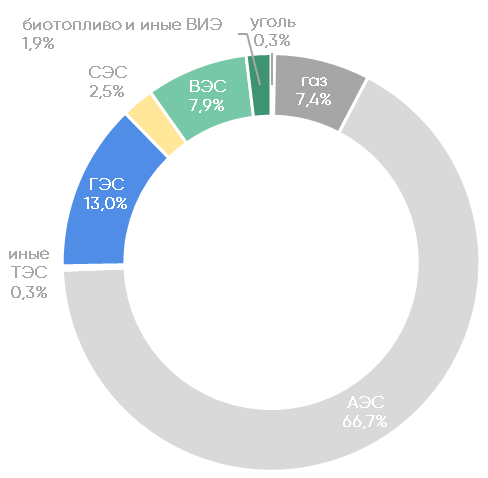 биотопливо и иные ВИЭ
1,9%
уголь
0,3%
газ
7,4%
СЭС
2,5%
ВЭС
7,9%
ГЭС
13,0%
иные
ТЭС
0,3%
АЭС
66,7%